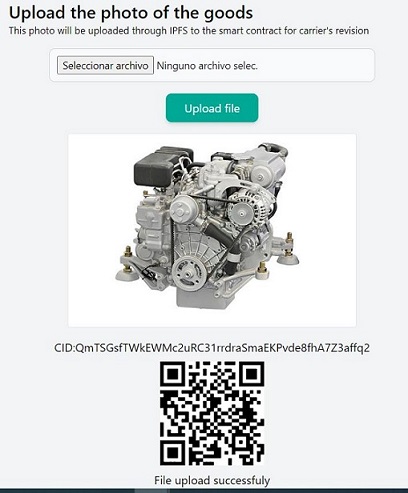 Upload the photo of the goods
This photo will be uploaded through IPFS to the smart contract for carrier's revision
Seleccionar archivo Ninguno archivo selec.
Upload file
CID:QmTSGsfTWkEWMc2uRC31rrdraSmaEKPvde8fhA7Z3affq2
File upload successfuly